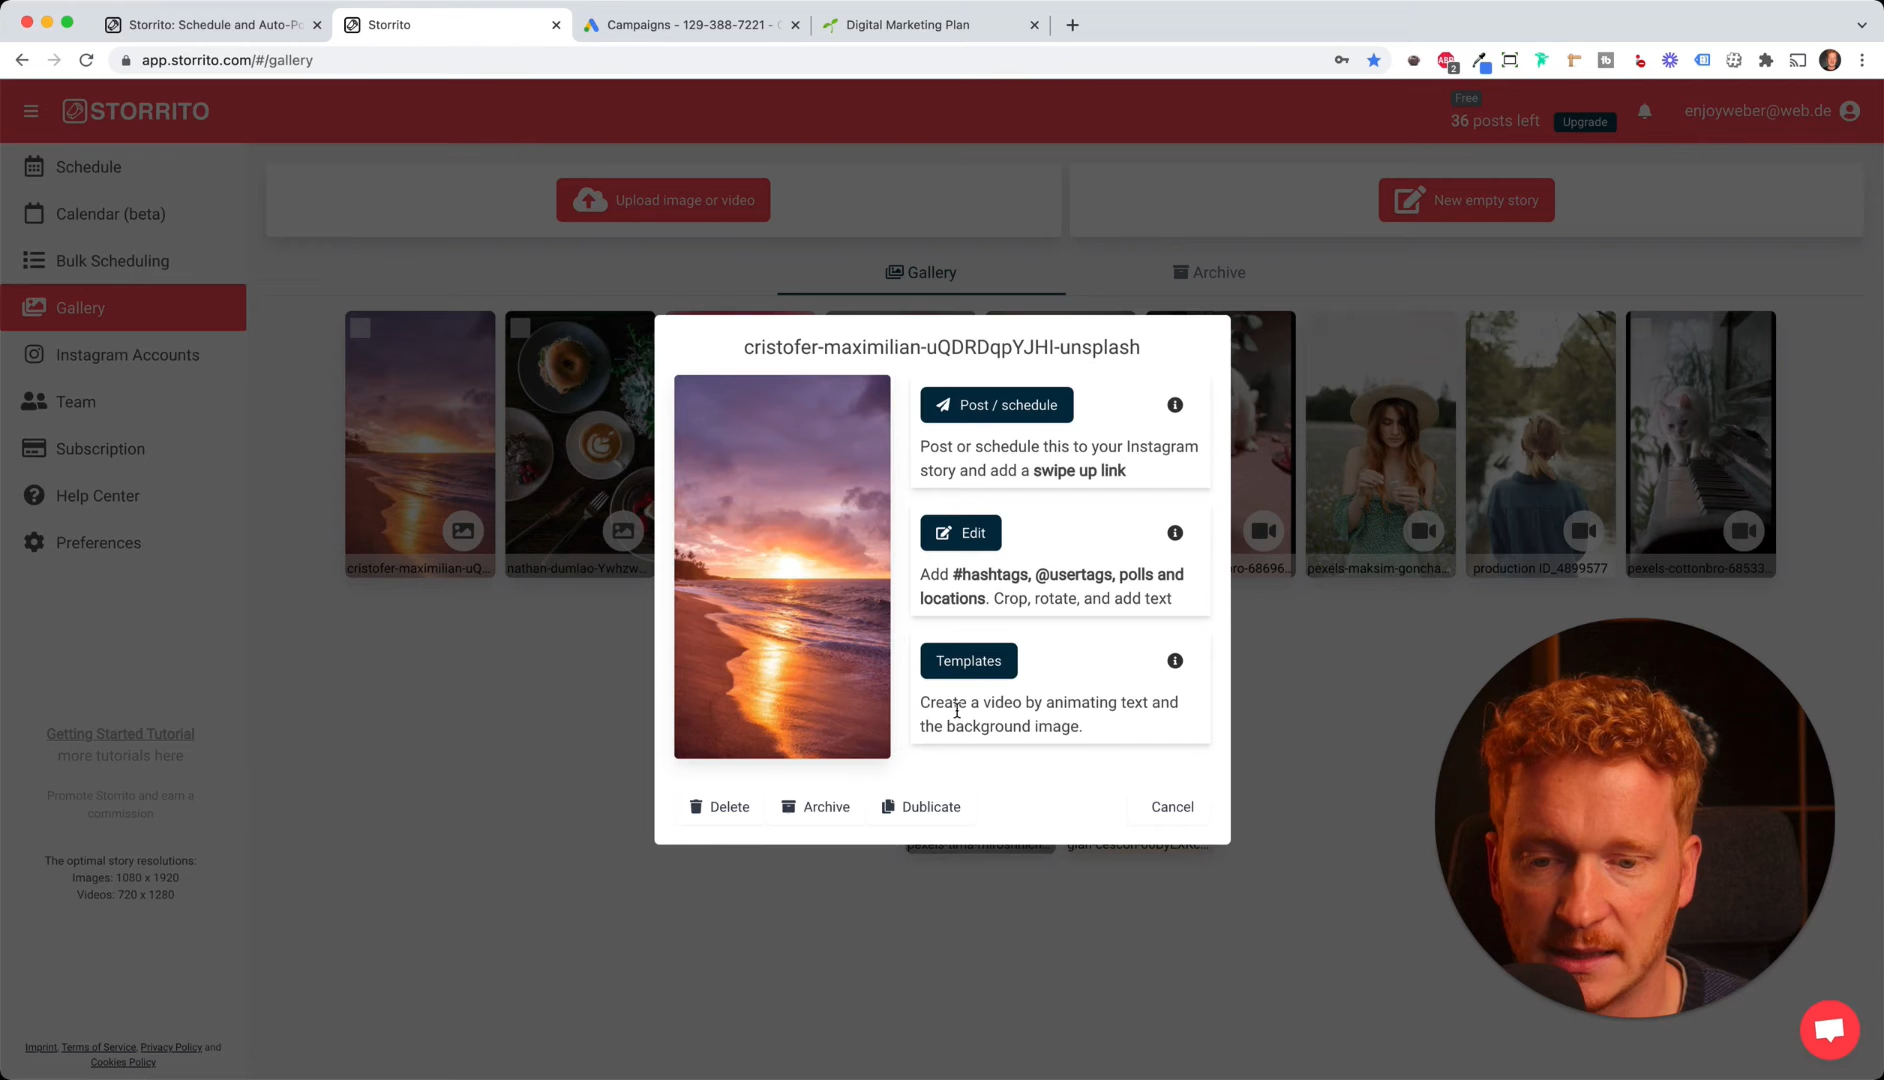 Storrito: Schedule and Auto-Po
Storrito
Campaigns - 129-388-7221 - G
Digital Marketing Plan
app.storrito.com/#/gallery
ABP
2
STORRITO
Free
36 posts left
Upgrade
enjoyweber@web.de
Schedule
Calendar (beta)
Bulk Scheduling
Gallery
Instagram Accounts
Team
Subscription
Help Center
Preferences
Getting Started Tutorial
more tutorials here
Promote Storrito and earn a
commission
The optimal story resolutions:
Images: 1080 x 1920
Videos: 720 x 1280
Imprint, Terms of Service, Privacy Policy and
Cookies Policy
Upload image or video
New empty story
Gallery
Archive
cristofer-maximilian-uQ...
nathan-dumlao-Ywhzw...
bro-68696...
pexels-maksim-goncha...
production ID_4899577
pexels-cottonbro-68533...
cristofer-maximilian-uQDRDqpYJHI-unsplash
Post / schedule
Post or schedule this to your Instagram
story and add a swipe up link
Edit
Add #hashtags, @usertags, polls and
locations. Crop, rotate, and add text
Templates
Create a video by animating text and
the background image.
Delete
Archive
Dublicate
Cancel